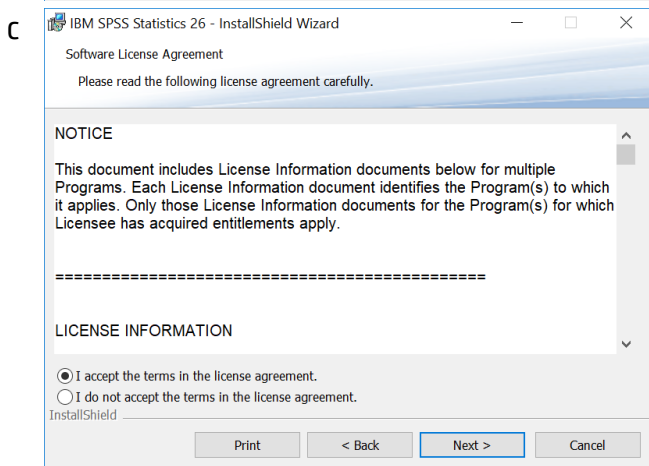 C
IBM SPSS Statistics 26 - InstallShield Wizard
Software License Agreement
Please read the following license agreement carefully.
NOTICE
This document includes License Information documents below for multiple
Programs. Each License Information document identifies the Program(s) to which
it applies. Only those License Information documents for the Program(s) for which
Licensee has acquired entitlements apply.
==============================================
LICENSE INFORMATION
I accept the terms in the license agreement.
I do not accept the terms in the license agreement.
InstallShield
Print
< Back
Next >
Cancel